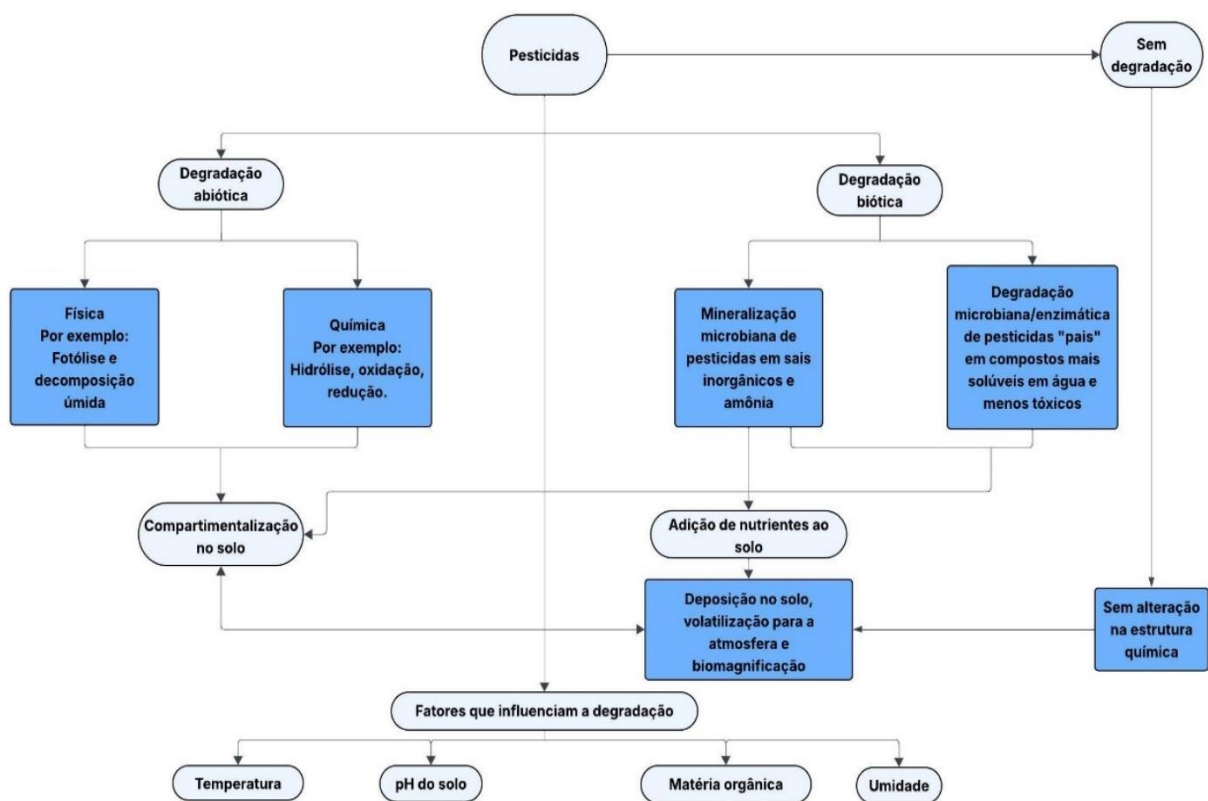 Pesticidas
Sem
degradação
Degradação
abiótica
Degradação
biótica
Física
Por exemplo:
Fotólise e
decomposição
úmida
Química
Por exemplo:
Hidrólise, oxidação,
redução.
Mineralização
microbiana de
pesticidas em sais
inorgânicos e
amônia
Degradação
microbiana/enzimática
de pesticidas "pais"
em compostos mais
solúveis em água e
menos tóxicos
Compartimentalização
no solo
Adição de nutrientes ao
solo
Deposição no solo,
volatilização para a
atmosfera e
biomagnificação
Sem alteração
na estrutura
química
Fatores que influenciam a degradação
Temperatura
pH do solo
Matéria orgânica
Umidade